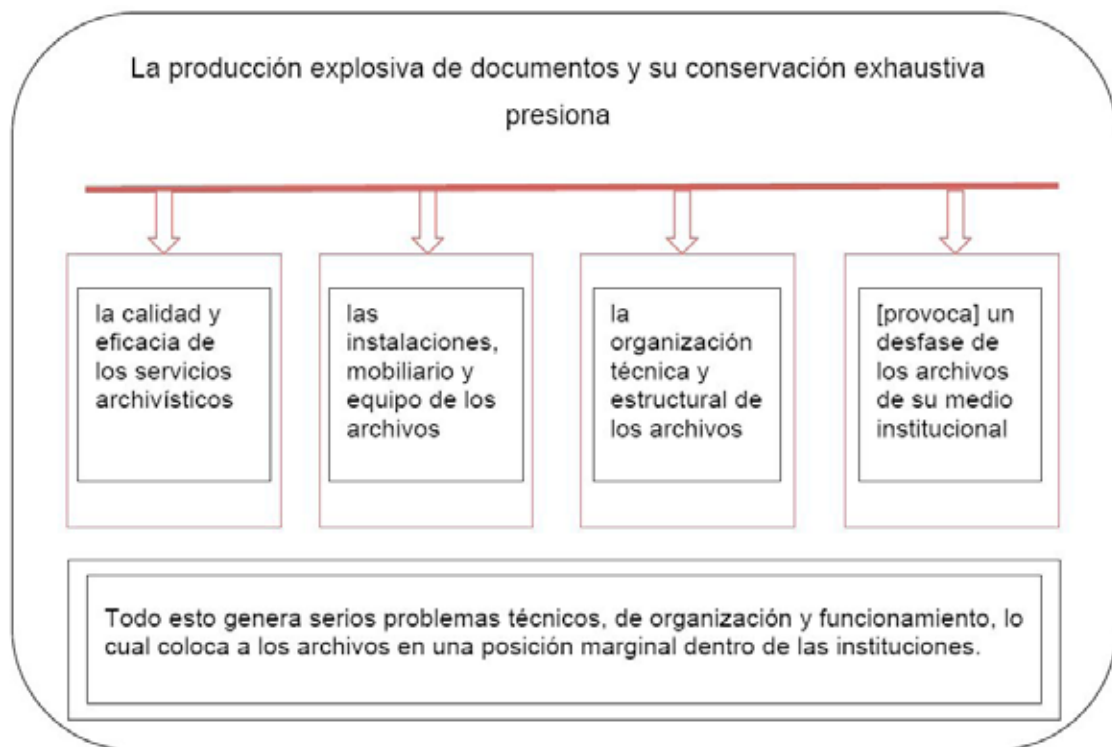 La producción explosiva de documentos y su conservación exhaustiva
presiona
la calidad y
eficacia de
los servicios
archivísticos
las
instalaciones,
mobiliario y
equipo de los
archivos
la
organización
técnica y
estructural de
los archivos
[provoca] un
desfase de
los archivos
de su medio
institucional
Todo esto genera serios problemas técnicos, de organización y funcionamiento, lo
cual coloca a los archivos en una posición marginal dentro de las instituciones.